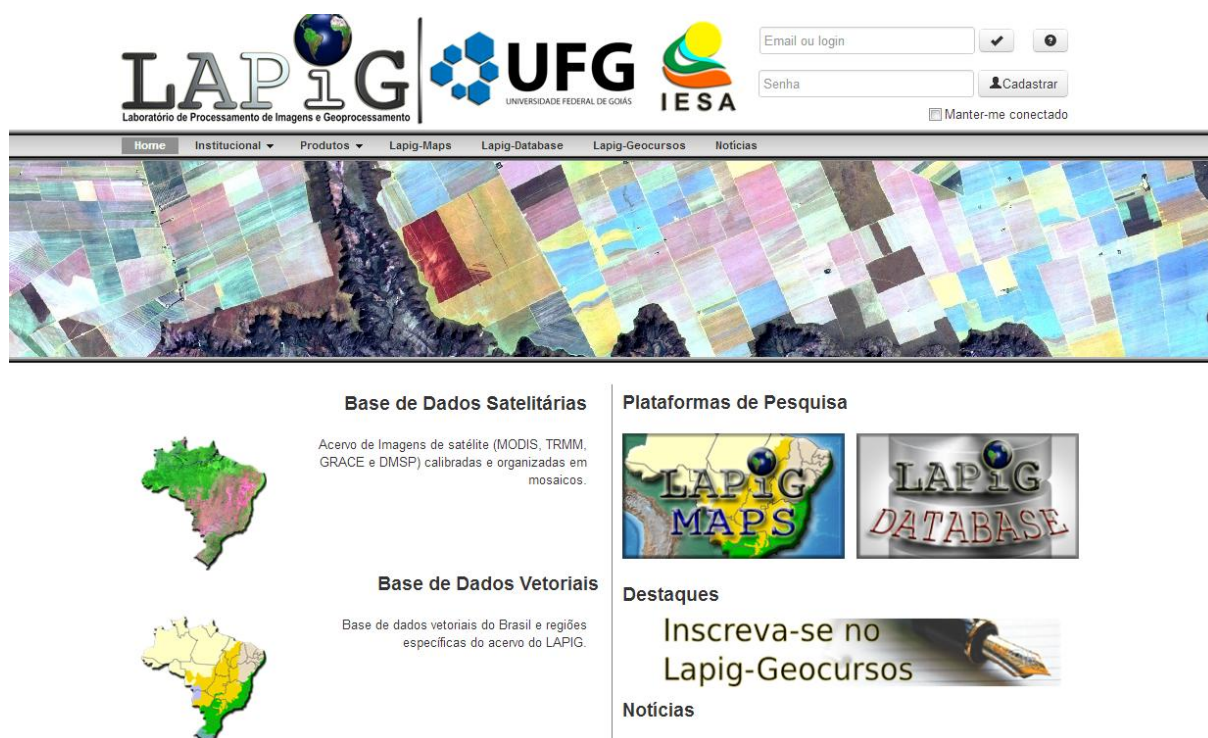 LAPiG
Laboratório de Processamento de Imagens e Geoprocessamento
UFG
UNIVERSIDADE FEDERAL DE GOIÁS
IESA
Email ou login
Senha
Cadastrar
Manter-me conectado
Home Institucional Produtos Lapig-Maps Lapig-Database Lapig-Geocursos Notícias
Base de Dados Satelitárias
Acervo de Imagens de satélite (MODIS, TRMM,
GRACE e DMSP) calibradas e organizadas em
mosaicos.
Base de Dados Vetoriais
Base de dados vetoriais do Brasil e regiões
específicas do acervo do LAPIG.
Plataformas de Pesquisa
LAPiG
MAPS
LAPiG
DATABASE
Destaques
Inscreva-se no
Lapig-Geocursos
Notícias